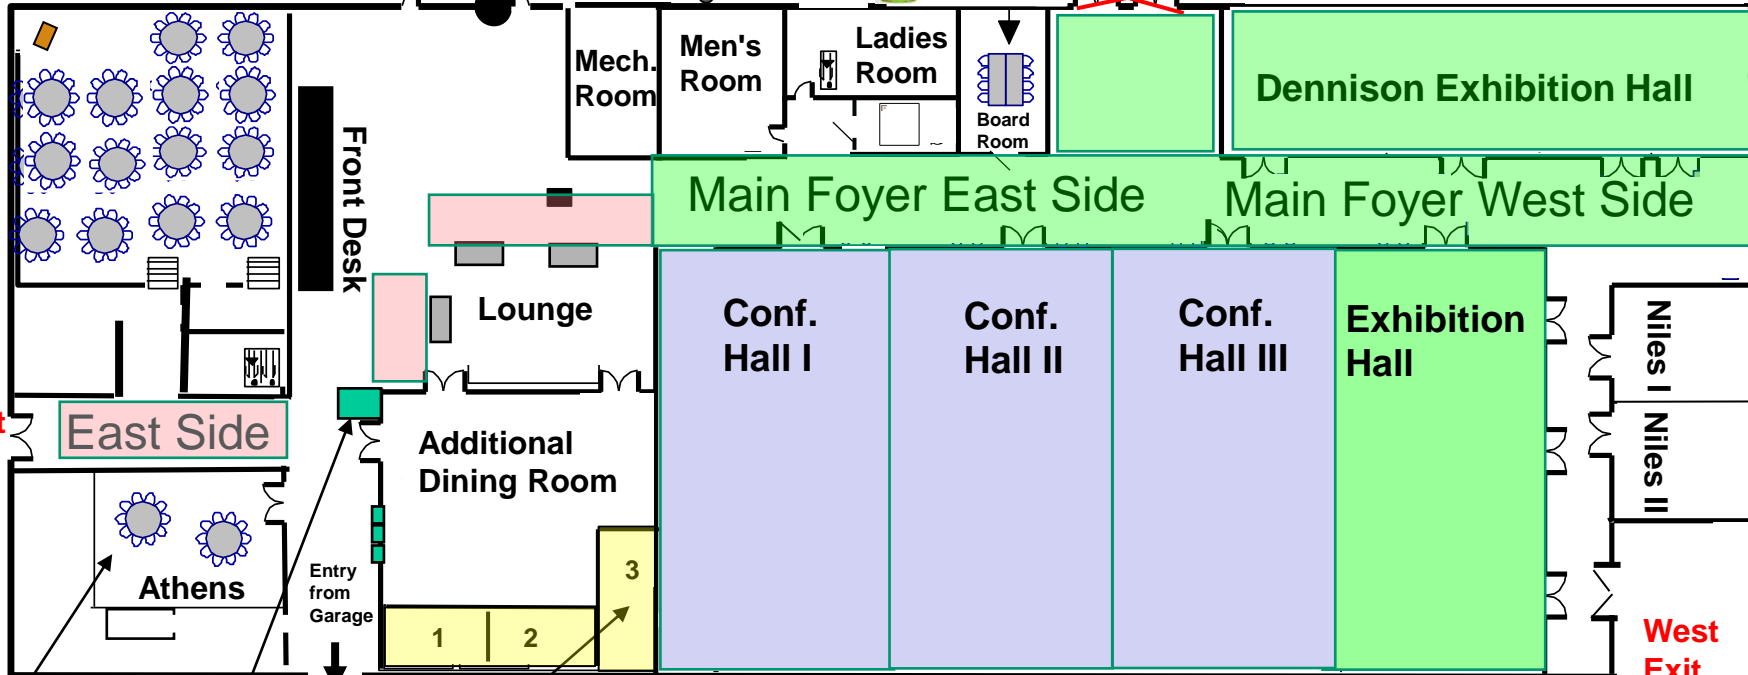 Mech.
Room
Men's
Room
Ladies
Room
Board
Room
Dennison Exhibition Hall
Front Desk
Main Foyer East Side
Main Foyer West Side
Lounge
Conf.
Hall I
Conf.
Hall II
Conf.
Hall III
Exhibition
Hall
Niles I
Niles II
East Side
Additional
Dining Room
Athens
Entry
from
Garage
1
2
3
West
Exit